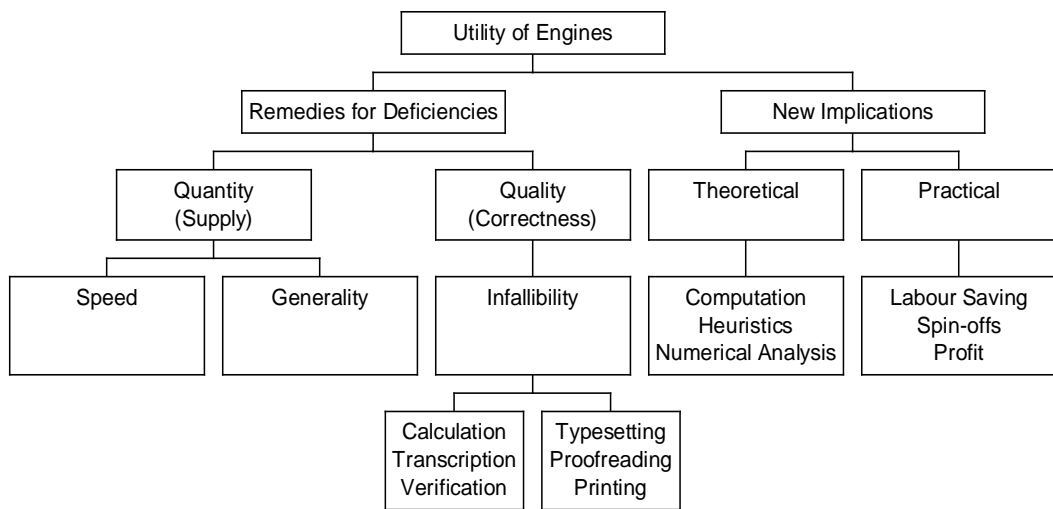 Utility of Engines
Remedies for Deficiencies
New Implications
Quantity
(Supply)
Quality
(Correctness)
Theoretical
Practical
Speed
Generality
Infallibility
Computation
Heuristics
Numerical Analysis
Labour Saving
Spin-offs
Profit
Calculation
Transcription
Verification
Typesetting
Proofreading
Printing